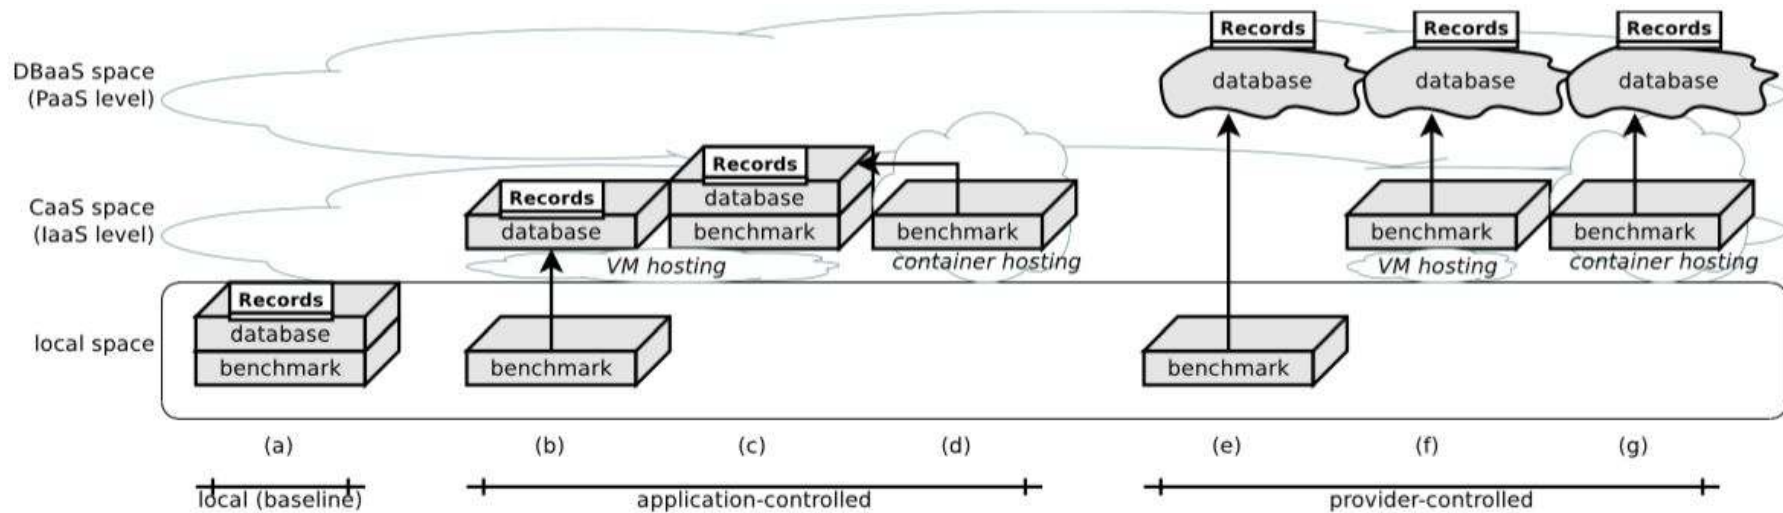 Records Records Records
DBaaS space
(PaaS level)
database database database
Records
Records
CaaS space
(IaaS level)
database
database benchmark benchmark benchmark benchmark
VM hosting container hosting VM hosting container hosting
Records
database
local space
benchmark benchmark benchmark
(a) (b) (c) (d) (e) (f) (g)
local (baseline) application-controlled provider-controlled